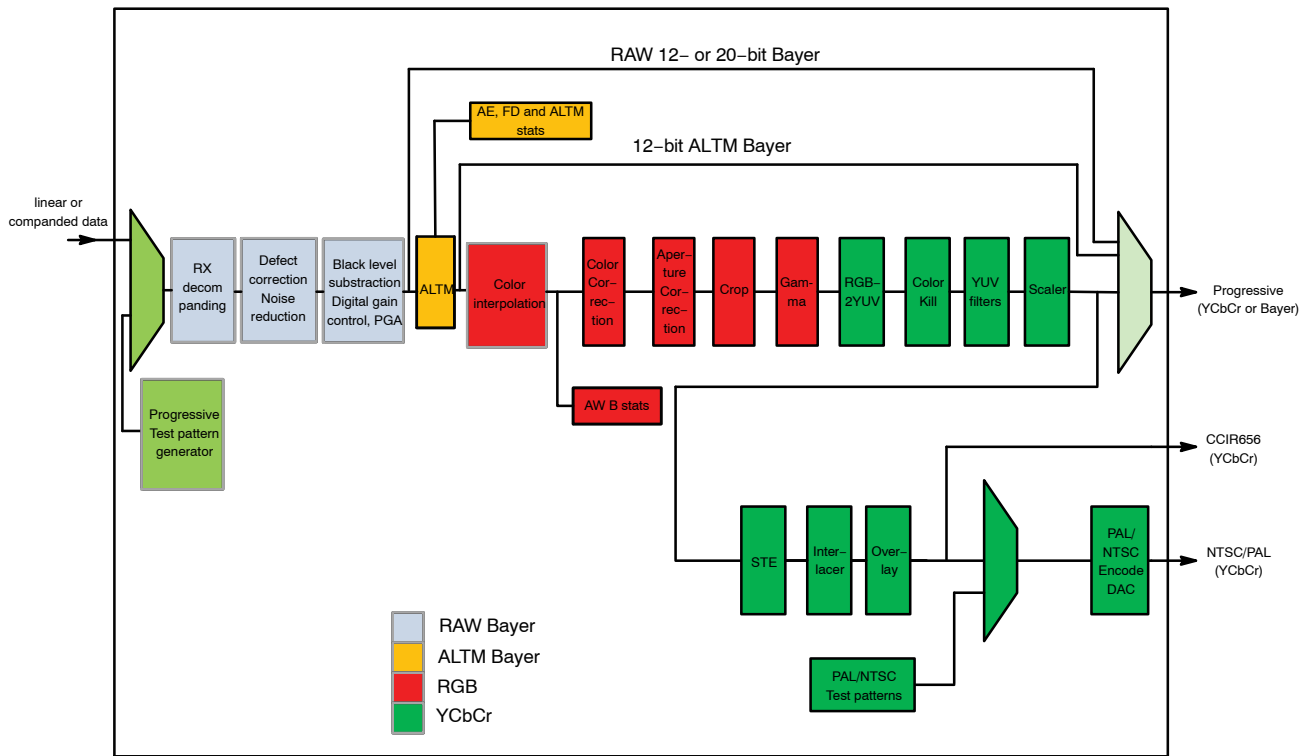 RAW 12− or 20−bit Bayer
AE, FD and ALTM
stats
12−bit ALTM Bayer
linear or
companded data
RX
decom
panding
Defect
correction
Noise
reduction
Black level
substraction
Digital gain
control, PGA
ALTM
Color
interpolation
Color
Cor−
rec−
tion
Aper−
ture
Cor−
rec−
tion
Crop
Gam−
ma
RGB−
2YUV
Color
Kill
YUV
filters
Scaler
Progressive
(YCbCr or Bayer)
Progressive
Test pattern
generator
AW B stats
CCIR656
(YCbCr)
STE
Inter−
lacer
Over−
lay
PAL/
NTSC
Encode
DAC
NTSC/PAL
(YCbCr)
PAL/NTSC
Test patterns
RAW Bayer
ALTM Bayer
RGB
YCbCr